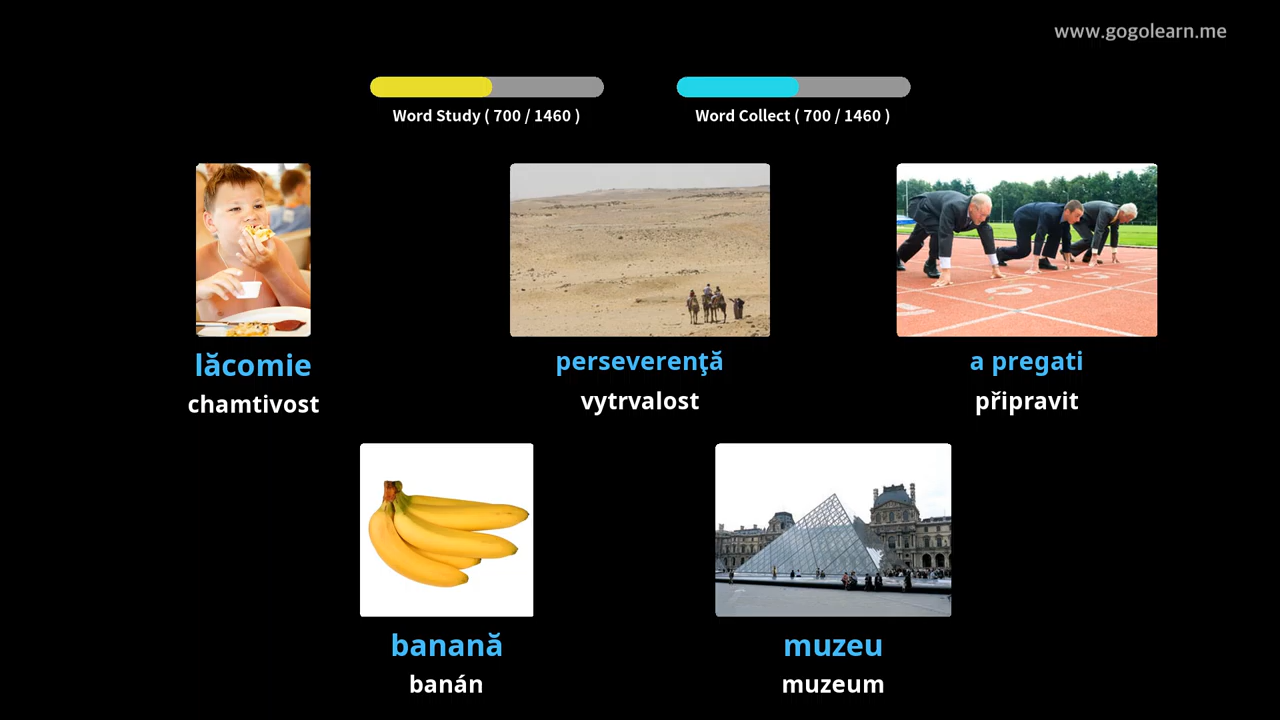 www.gogolearn.me
Word Study ( 700 / 1460 )
Word Collect ( 700 / 1460 )
lăcomie
perseverenţă
a pregati
chamtivost
vytrvalost
připravit
banană
muzeu
banán
muzeum